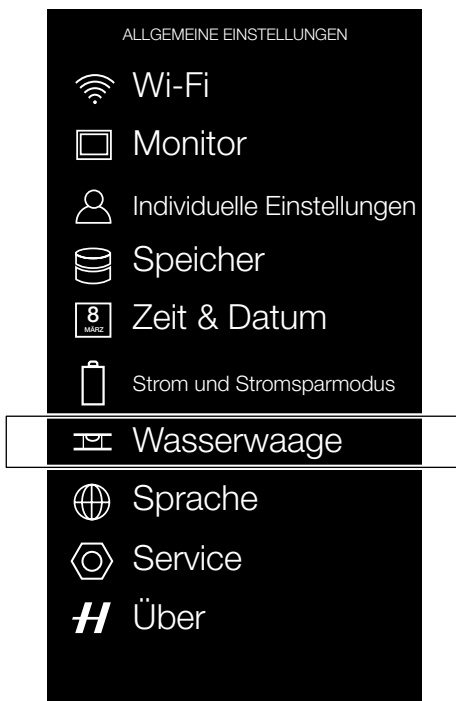 ALLGEMEINE EINSTELLUNGEN
Wi-Fi
Monitor
Individuelle Einstellungen
Speicher
8
MÄRZ
Zeit & Datum
Strom und Stromsparmodus
Wasserwaage
Sprache
Service
H Über